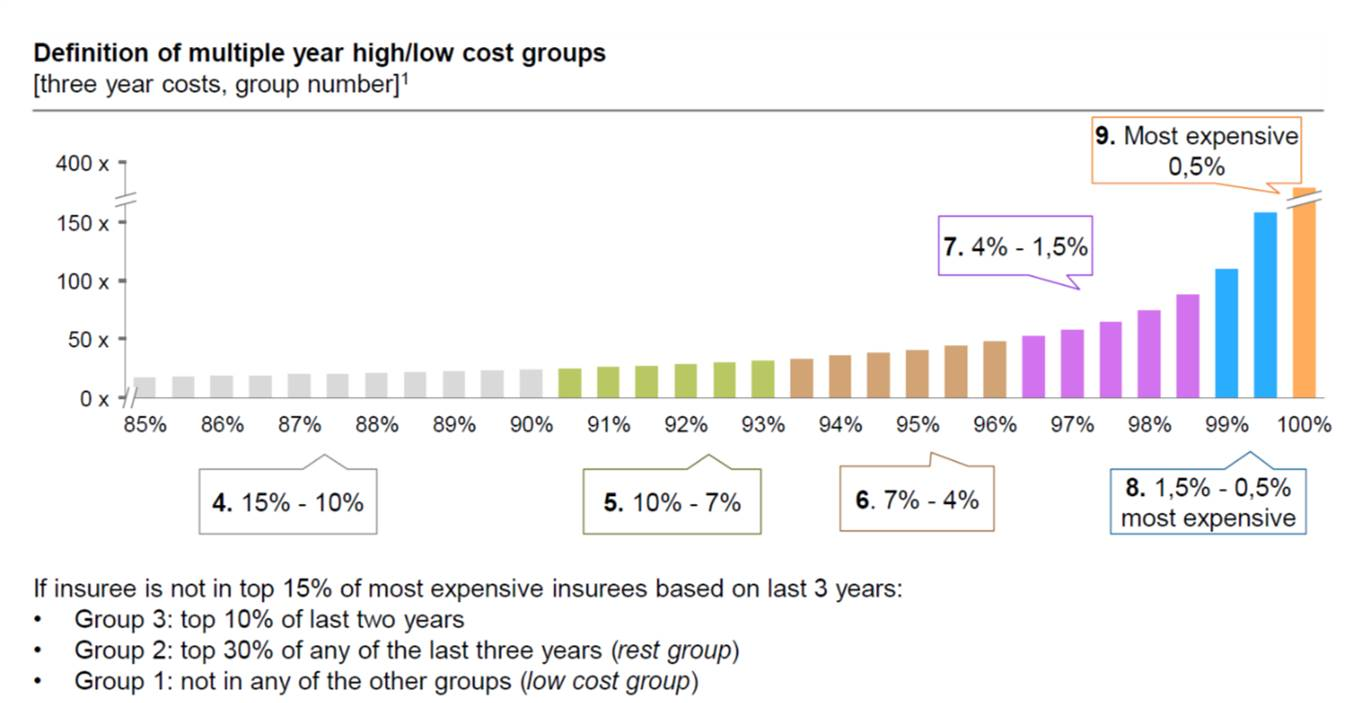 Definition of multiple year high/low cost groups
[three year costs, group number]¹
9. Most expensive
0,5%
400 x
150 x
7. 4% - 1,5%
100 x
50 x
0 x
85% 86% 87% 88% 89% 90% 91% 92% 93% 94% 95% 96% 97% 98% 99% 100%
4. 15% - 10%
5. 10% - 7%
6. 7% - 4%
8. 1,5% - 0,5%
most expensive
If insuree is not in top 15% of most expensive insurees based on last 3 years:
• Group 3: top 10% of last two years
• Group 2: top 30% of any of the last three years (rest group)
• Group 1: not in any of the other groups (low cost group)